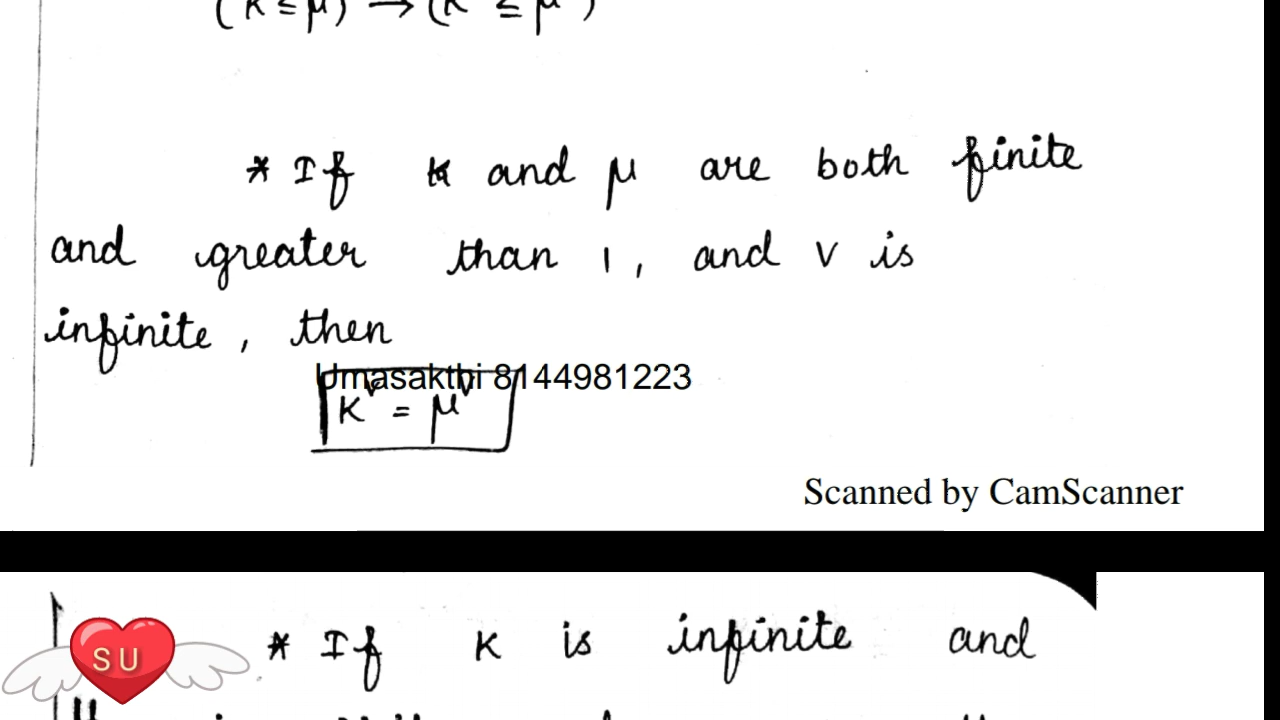 (K ≤ μ) → (K ≤ μ )
* If K and μ are both finite
and greater than 1, and ν is
infinite, then
Umasakthi 8144981223
K^ν = μ^ν
Scanned by CamScanner
* If K is infinite and
SU